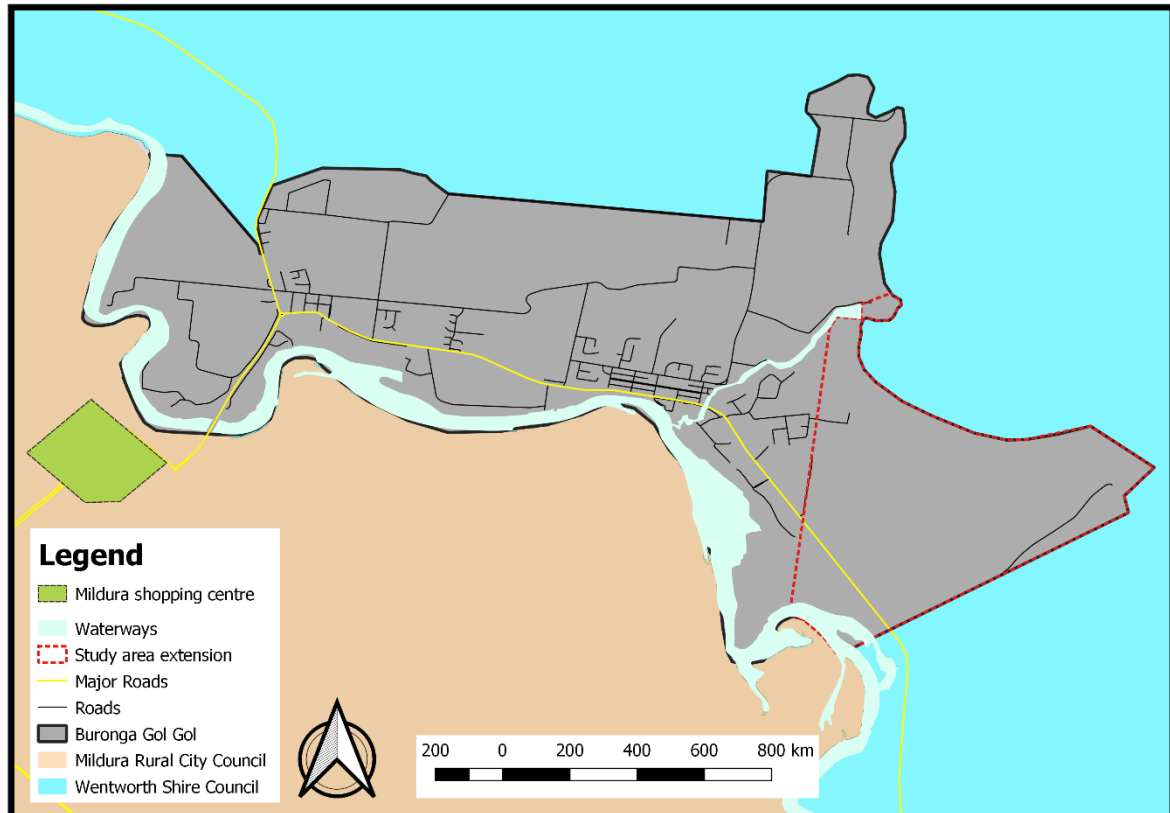 Legend
Mildura shopping centre
Waterways
Study area extension
Major Roads
Roads
Buronga Gol Gol
Mildura Rural City Council
Wentworth Shire Council
200 0 200 400 600 800 km